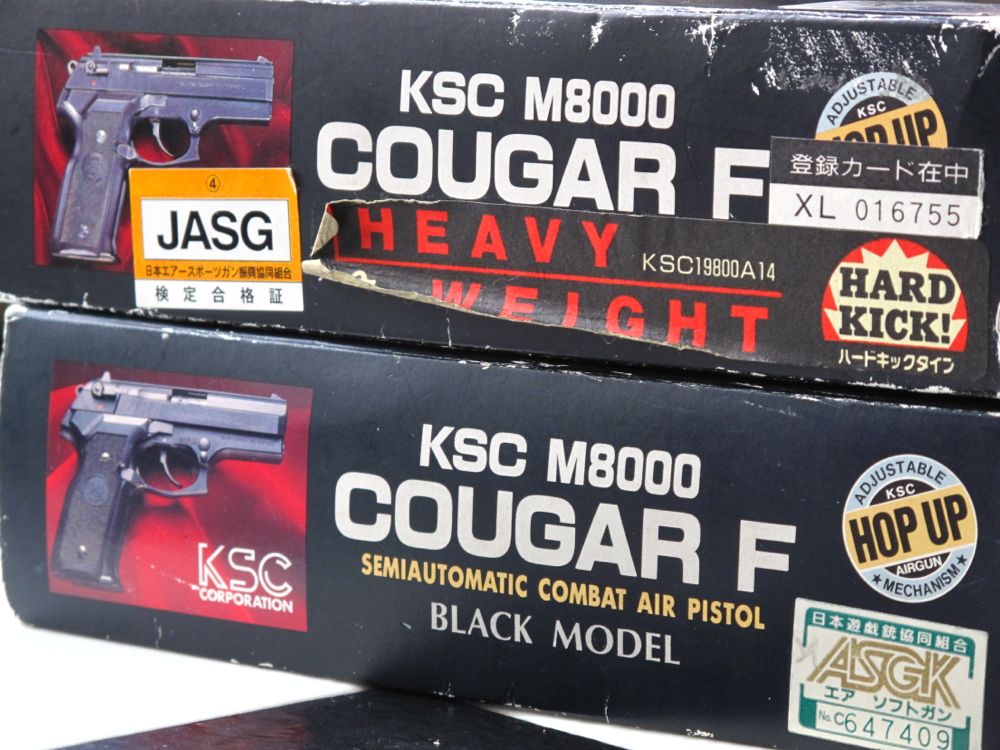 KSC M8000
COUGAR F
ADJUSTABLE
KSC
HOP UP
登録カード在中
XL 016755
④
JASG
日本エアースポーツガン振興協同組合
検定合格証
HEAVY
WEIGHT
KSC19800A14
HARD
KICK!
ハードキックタイプ
KSC
CORPORATION
KSC M8000
COUGAR F
SEMIAUTOMATIC COMBAT AIR PISTOL
BLACK MODEL
ADJUSTABLE
KSC
HOP UP
AIRGUN
★MECHANISM★
日本遊戯銃協同組合
ASGK
エア ソフトガン
No.C647409